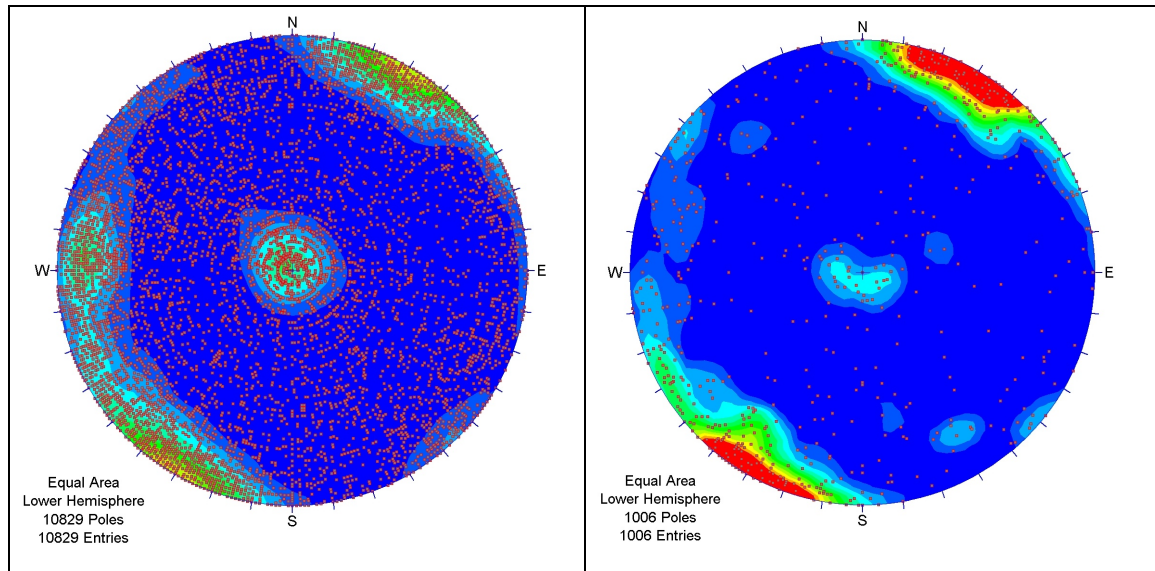 N
W
E
S
Equal Area
Lower Hemisphere
10829 Poles
10829 Entries
N
W
E
S
Equal Area
Lower Hemisphere
1006 Poles
1006 Entries